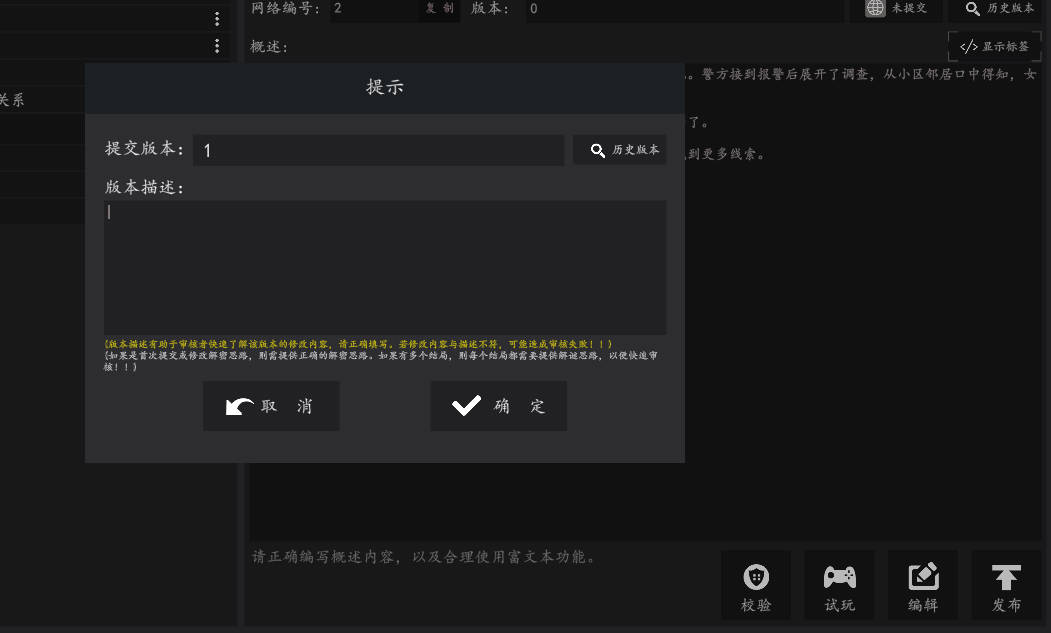 网络编号: 2 复制 版本: 0 未提交 历史版本
概述:
显示标签
提示
。警方接到报警后展开了调查，从小区邻居口中得知，女
关系
了。
提交版本: 1 历史版本
到更多线索。
版本描述:
(版本描述有助于审核者快速了解该版本的修改内容，请正确填写。若修改内容与描述不符，可能造成审核失败！！)
(如果是首次提交或修改解密思路，则需提供正确的解密思路。如果有多个结局，则每个结局都需要提供解谜思路，以便快速审
核！！)
取 消
确 定
请正确编写概述内容，以及合理使用富文本功能。
校验 试玩 编辑 发布